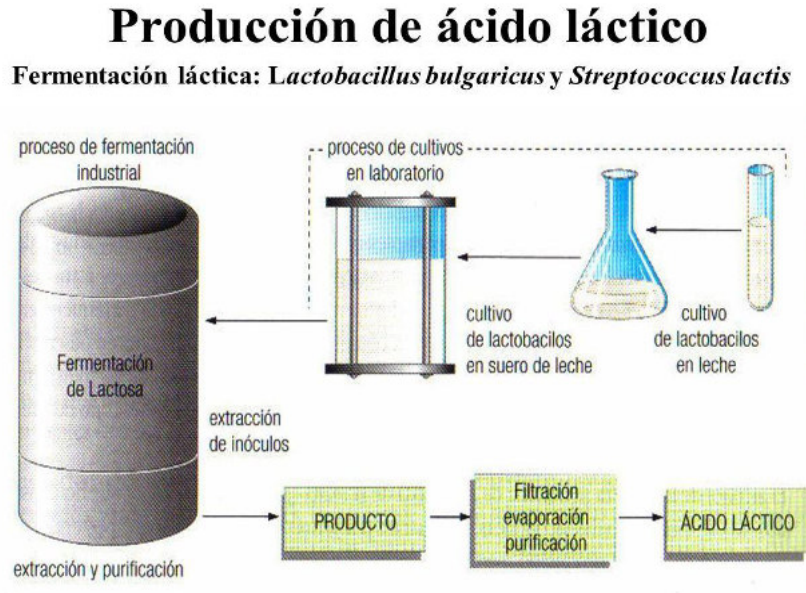 Producción de ácido láctico
Fermentación láctica: Lactobacillus bulgaricus y Streptococcus lactis
proceso de fermentación
industrial
proceso de cultivos
en laboratorio
cultivo
de lactobacilos
en suero de leche
cultivo
de lactobacilos
en leche
Fermentación
de Lactosa
extracción
de inóculos
PRODUCTO
Filtración
evaporación
purificación
ÁCIDO LÁCTICO
extracción y purificación